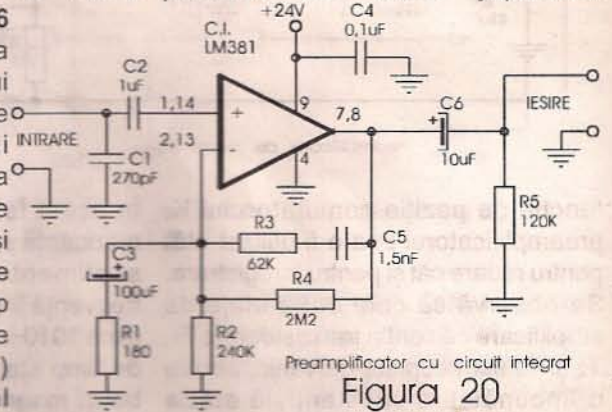 +24V
C4
0,1uF
C.I.
LM381
C2
1uF
1,14
+
9
7,8
C6
+
10uF
IESIRE
INTRARE
2,13
-
4
C1
270pF
R5
120K
R3
62K
C5
1,5nF
C3
+
100uF
R4
2M2
R1
180
R2
240K
Preamplificator cu circuit integrat
Figura 20